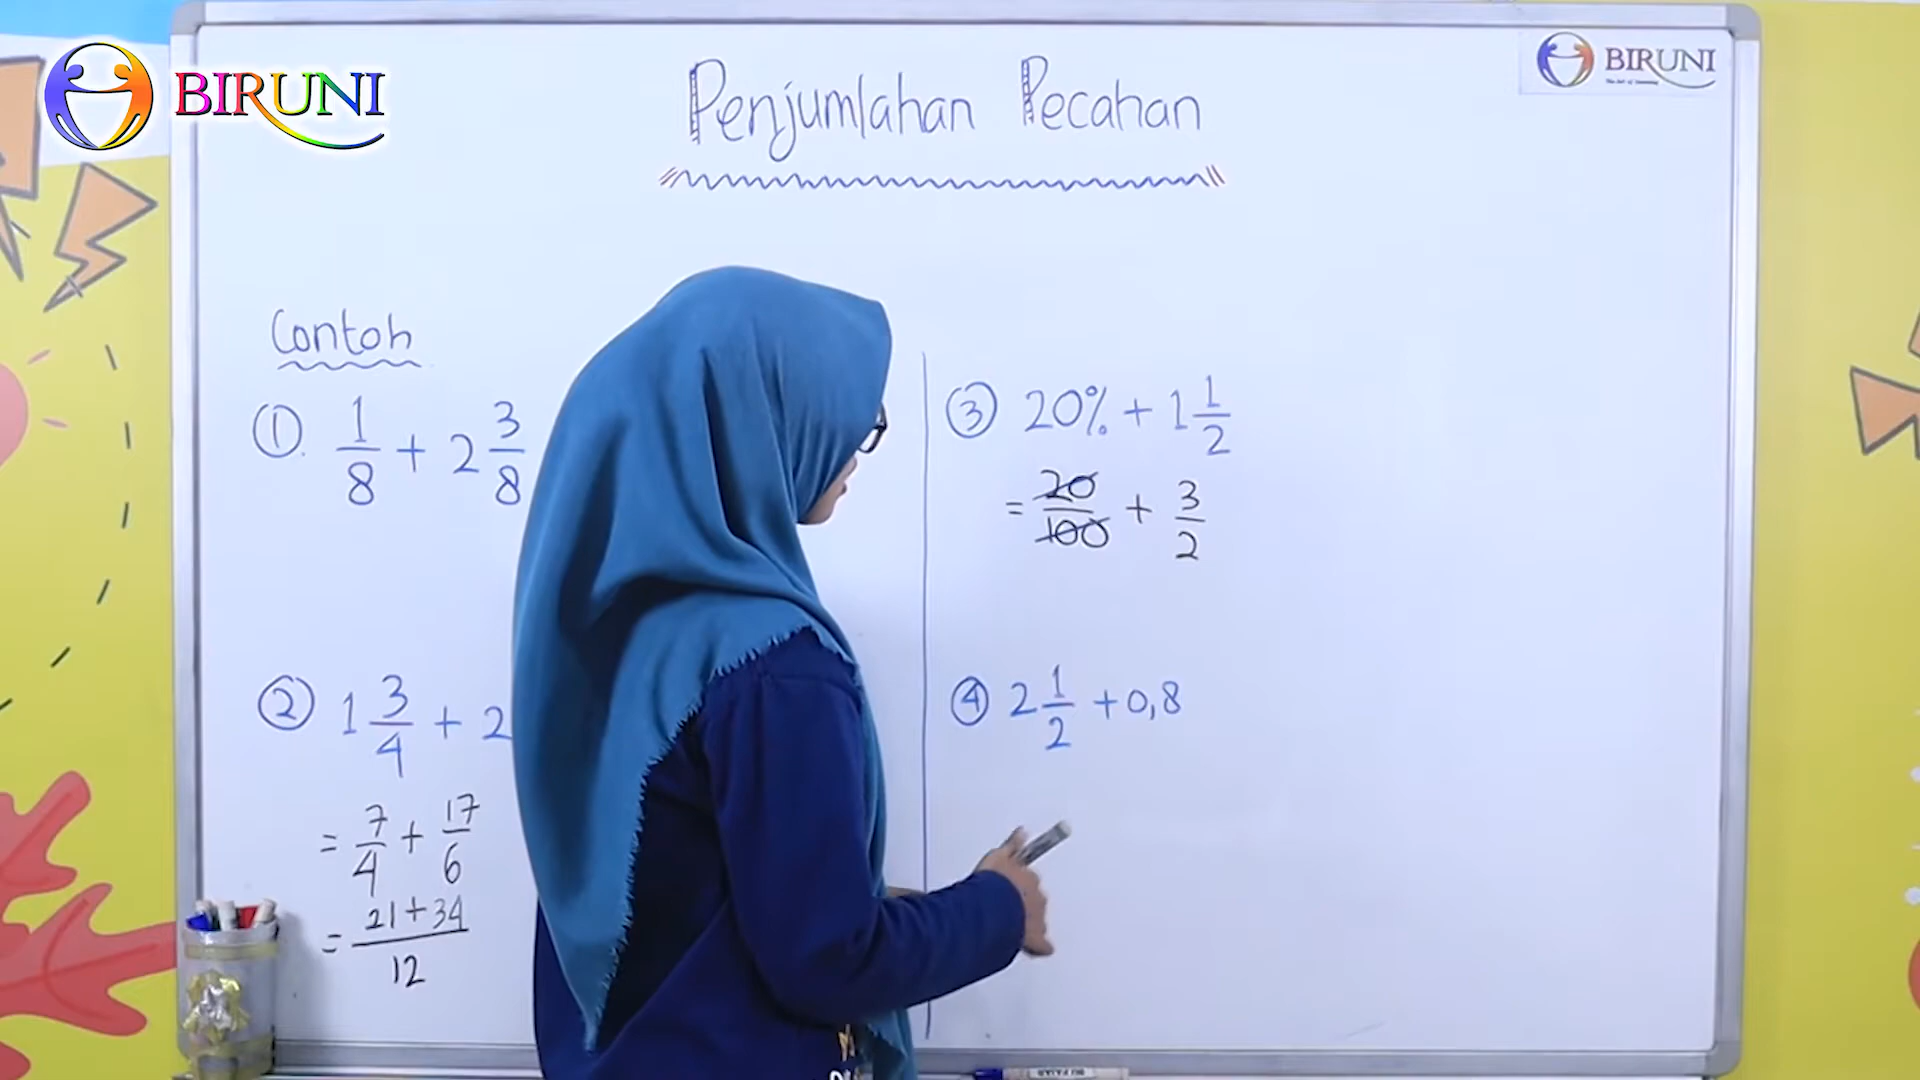 BIRUNI
BIRUNI
Penjumlahan Pecahan
Contoh
① 1/8 + 2 3/8
② 1 3/4 + 2
= 7/4 + 17/6
= 21+34/12
③ 20% + 1 1/2
= 20/100 + 3/2
④ 2 1/2 + 0,8